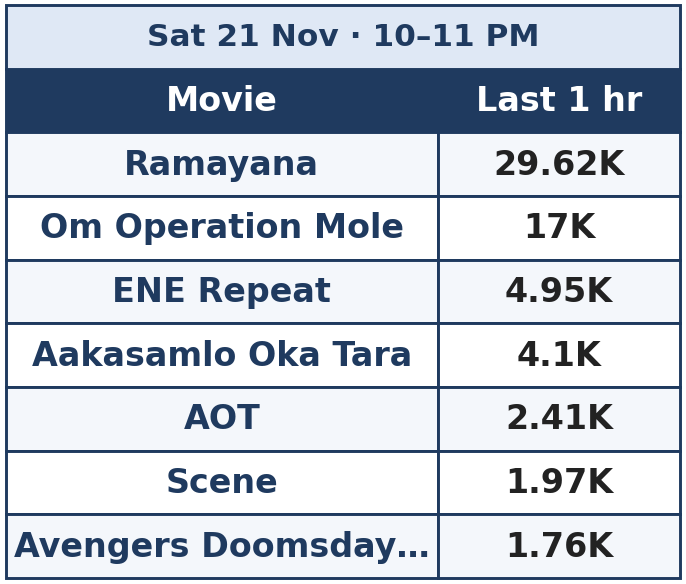 Sat 21 Nov · 10–11 PM
Movie Last 1 hr
Ramayana 29.62K
Om Operation Mole 17K
ENE Repeat 4.95K
Aakasamlo Oka Tara 4.1K
AOT 2.41K
Scene 1.97K
Avengers Doomsday... 1.76K